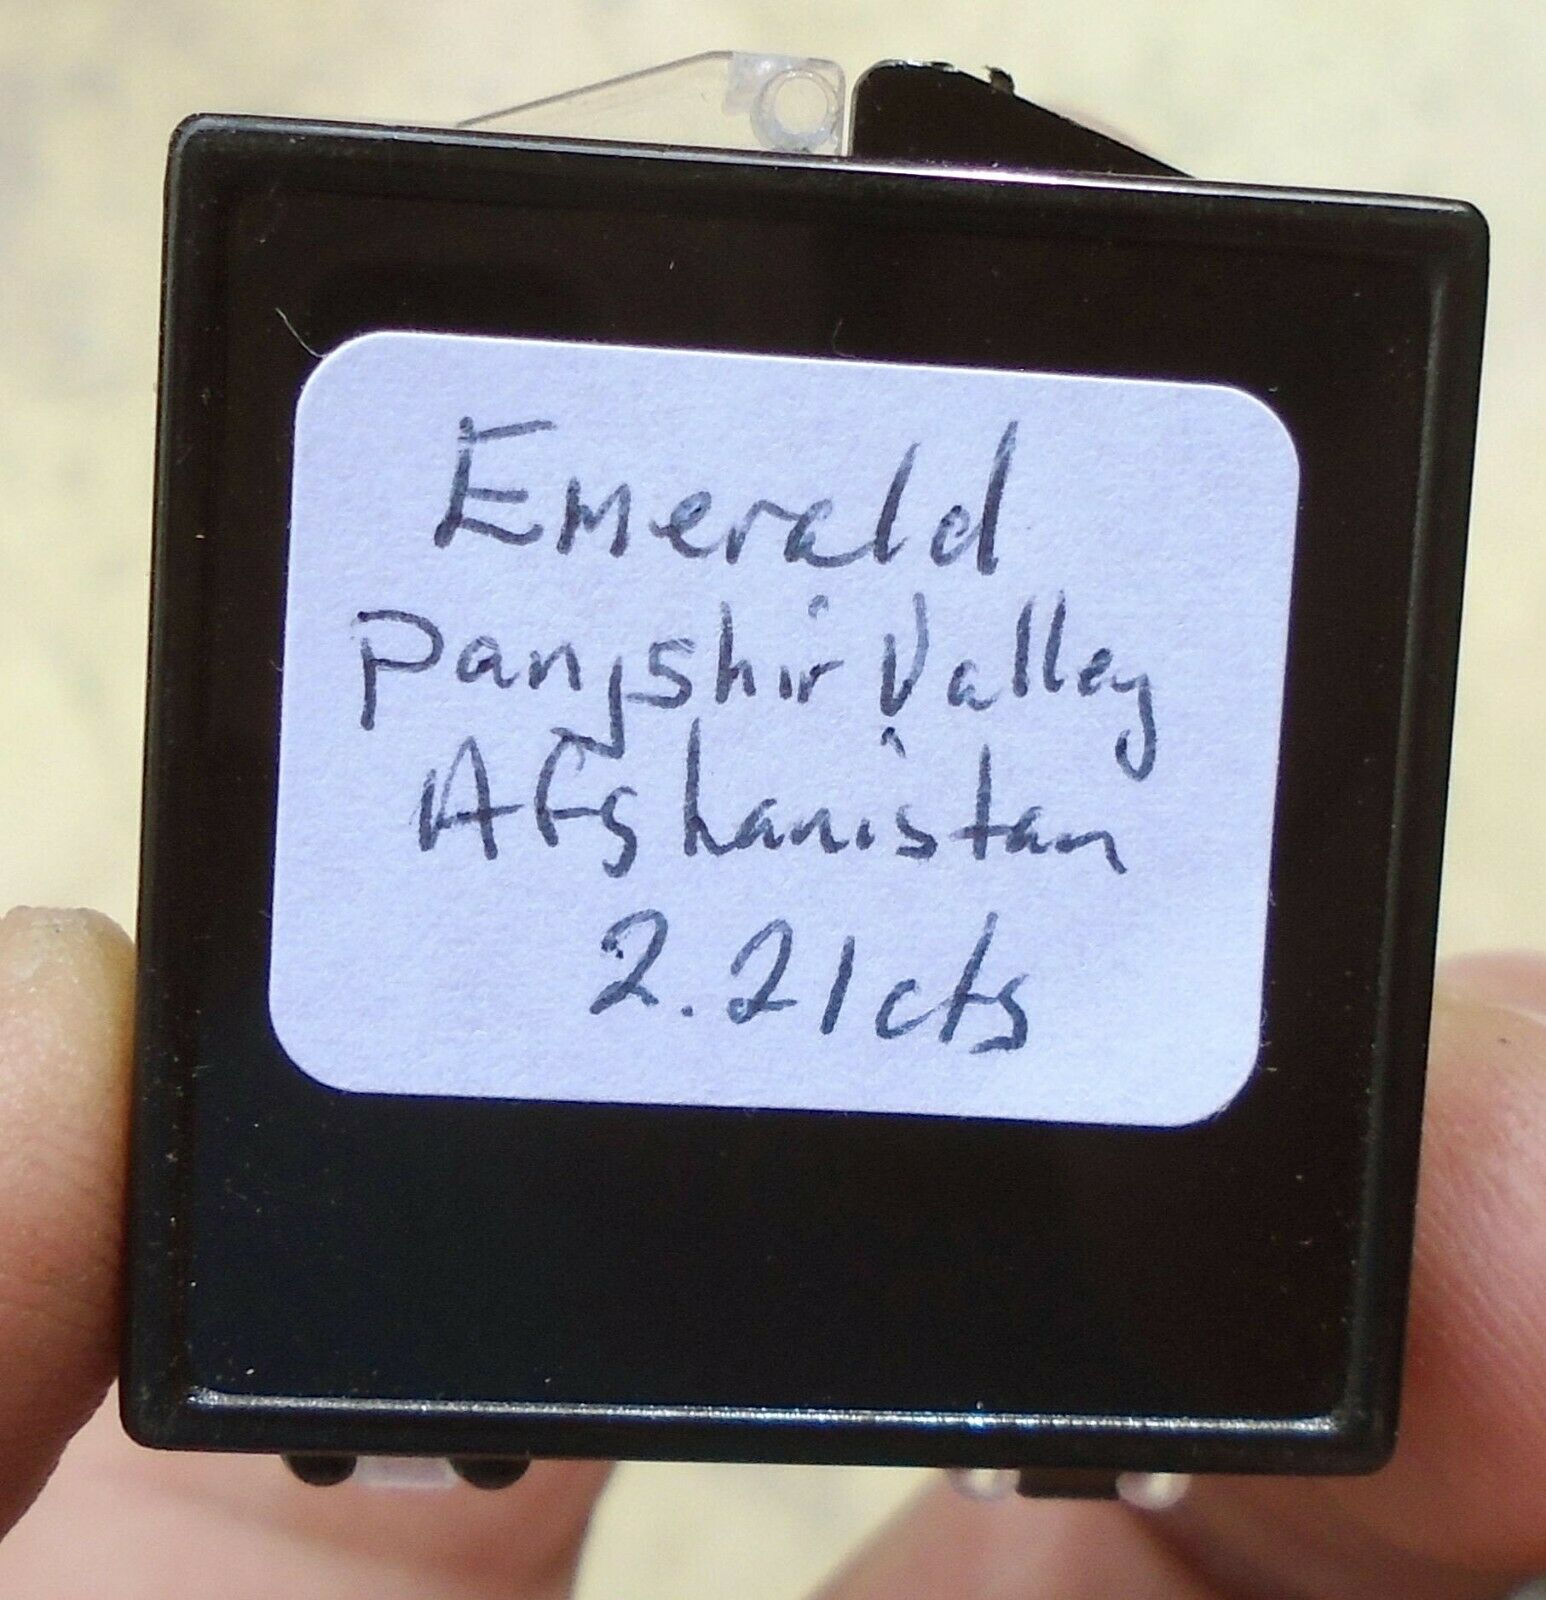 Emerald
Panjshir Valley
Afghanistan
2.21cts